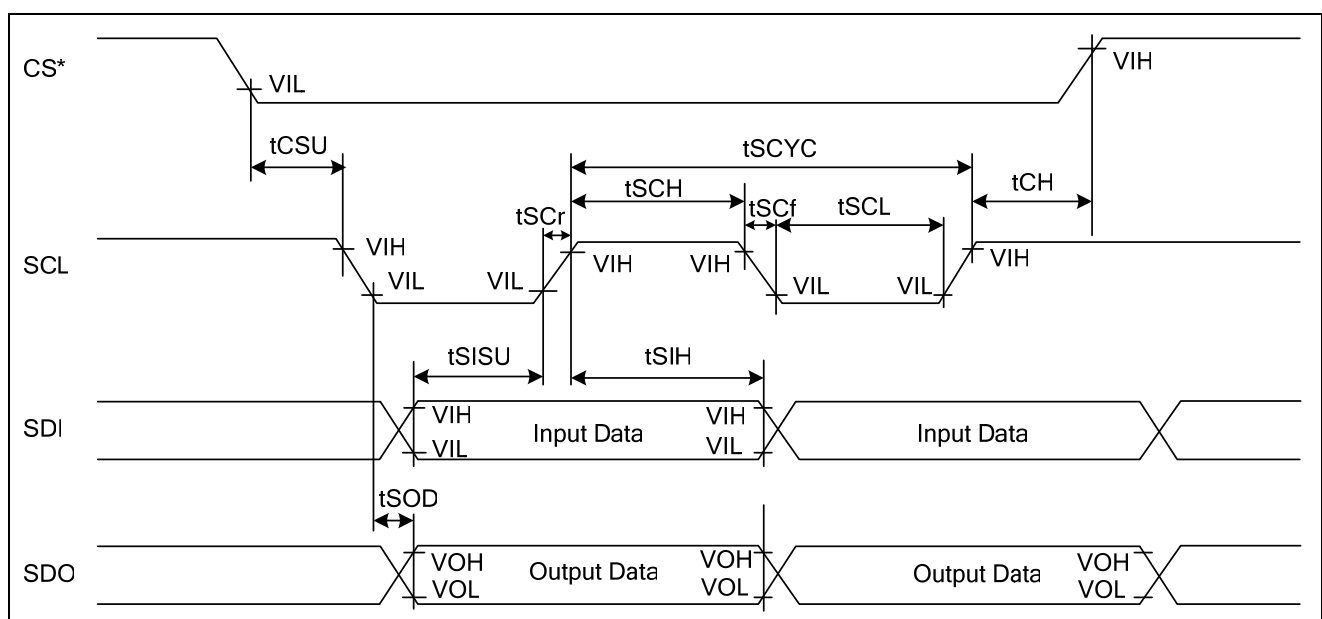 CS*
VIL
VIH
tCSU
tSCYC
tSCH
tCH
tSCr
tSCf
tSCL
SCL
VIH
VIL
VIL
VIH
VIH
VIL
VIL
VIH
tSISU
tSIH
SDI
VIH
VIL
Input Data
VIH
VIL
Input Data
tSOD
SDO
VOH
VOL
Output Data
VOH
VOL
Output Data
VOH
VOL